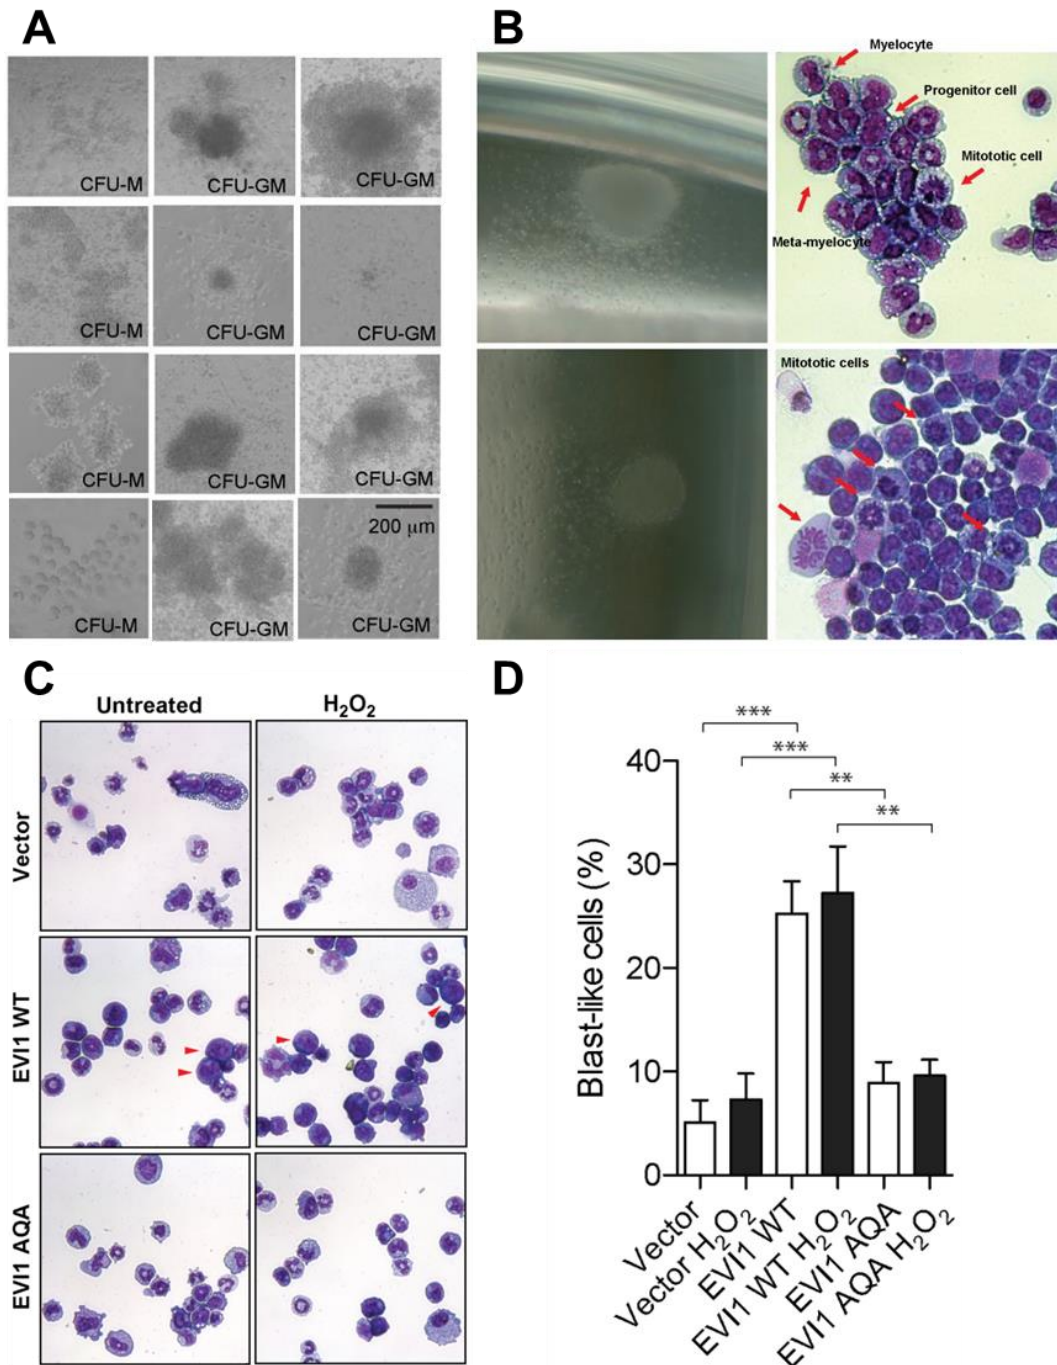 A
CFU-M
CFU-GM
CFU-GM
CFU-M
CFU-GM
CFU-GM
CFU-M
CFU-GM
CFU-GM
200 μm
CFU-M
CFU-GM
CFU-GM
B
Myelocyte
Progenitor cell
Mitototic cell
Meta-myelocyte
Mitototic cells
C
Untreated
H₂O₂
Vector
EVI1 WT
EVI1 AQA
D
***
***
**
**
Blast-like cells (%)
40
30
20
10
0
Vector
Vector H₂O₂
EVI1 WT
EVI1 WT H₂O₂
EVI1 AQA
EVI1 AQA H₂O₂